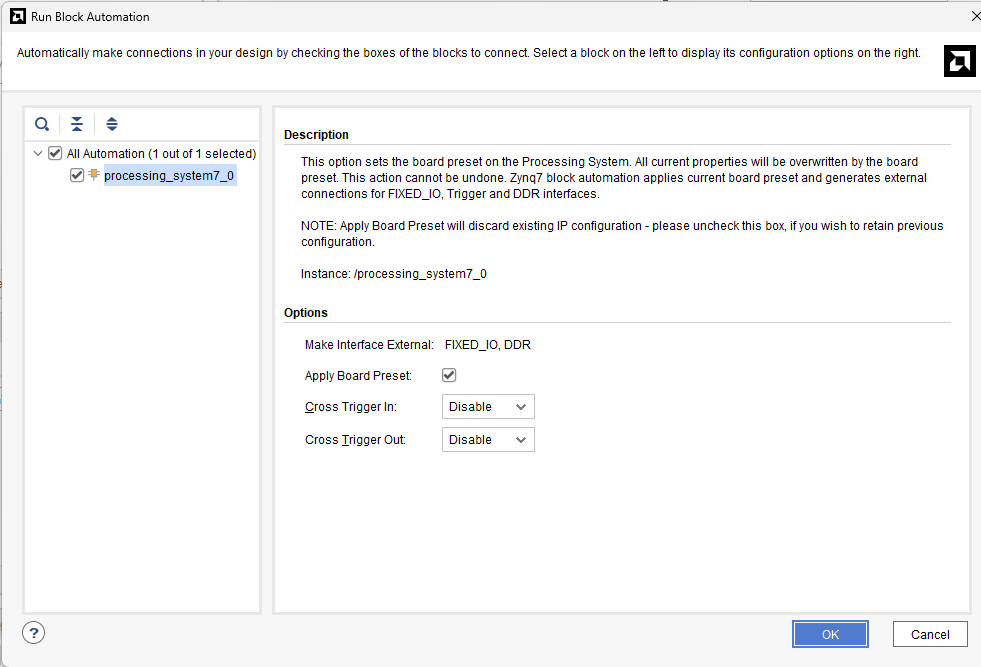 Run Block Automation
Automatically make connections in your design by checking the boxes of the blocks to connect. Select a block on the left to display its configuration options on the right.
All Automation (1 out of 1 selected)
processing_system7_0
Description
This option sets the board preset on the Processing System. All current properties will be overwritten by the board
preset. This action cannot be undone. Zynq7 block automation applies current board preset and generates external
connections for FIXED_IO, Trigger and DDR interfaces.
NOTE: Apply Board Preset will discard existing IP configuration - please uncheck this box, if you wish to retain previous
configuration.
Instance: /processing_system7_0
Options
Make Interface External: FIXED_IO, DDR
Apply Board Preset:
Cross Trigger In: Disable
Cross Trigger Out: Disable
? OK Cancel